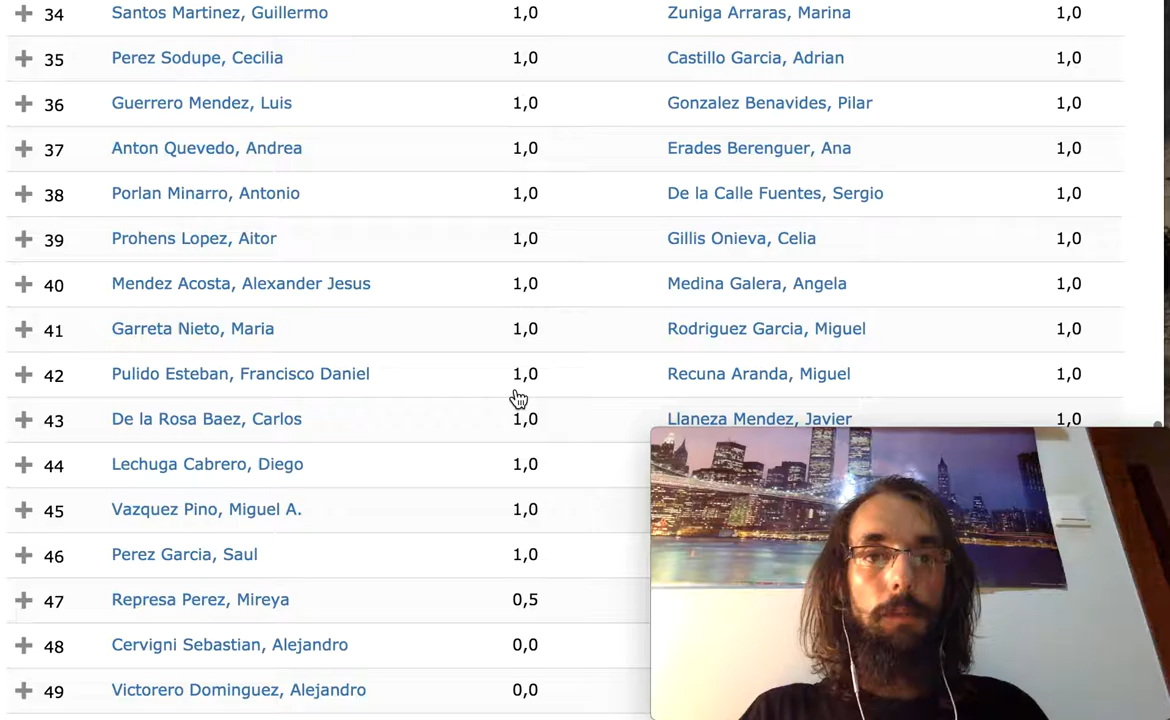 34 Santos Martinez, Guillermo 1,0 Zuniga Arraras, Marina 1,0
35 Perez Sodupe, Cecilia 1,0 Castillo Garcia, Adrian 1,0
36 Guerrero Mendez, Luis 1,0 Gonzalez Benavides, Pilar 1,0
37 Anton Quevedo, Andrea 1,0 Erades Berenguer, Ana 1,0
38 Porlan Minarro, Antonio 1,0 De la Calle Fuentes, Sergio 1,0
39 Prohens Lopez, Aitor 1,0 Gillis Onieva, Celia 1,0
40 Mendez Acosta, Alexander Jesus 1,0 Medina Galera, Angela 1,0
41 Garreta Nieto, Maria 1,0 Rodriguez Garcia, Miguel 1,0
42 Pulido Esteban, Francisco Daniel 1,0 Recuna Aranda, Miguel 1,0
43 De la Rosa Baez, Carlos 1,0 Llaneza Mendez, Javier 1,0
44 Lechuga Cabrero, Diego 1,0
45 Vazquez Pino, Miguel A. 1,0
46 Perez Garcia, Saul 1,0
47 Represa Perez, Mireya 0,5
48 Cervigni Sebastian, Alejandro 0,0
49 Victorero Dominguez, Alejandro 0,0